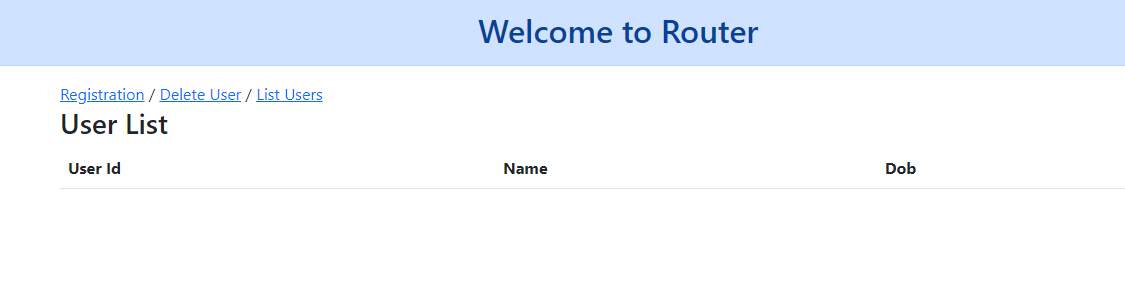 Welcome to Router
Registration / Delete User / List Users
User List
User Id Name Dob